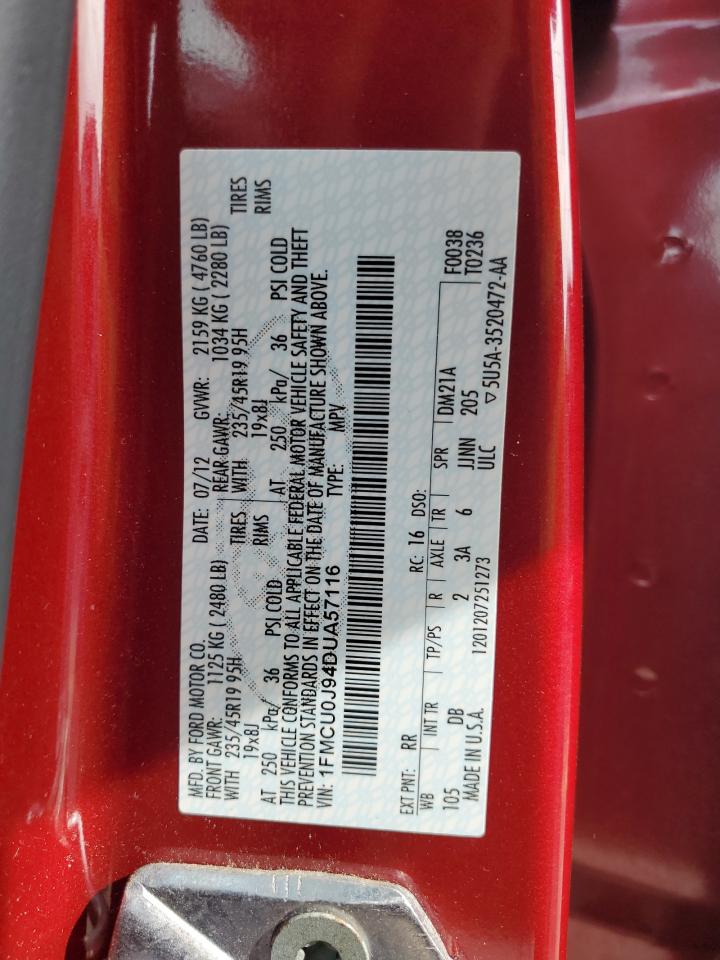 MFD. BY FORD MOTOR CO.
DATE: 07/12 GVWR: 2159 KG ( 4760 LB)
FRONT GAWR: 1125 KG (2480 LB) REAR GAWR: 1034 KG ( 2280 LB)
WITH 235/45R19 95H TIRES WITH 235/45R19 95H TIRES
19x8J RIMS 19x8J RIMS
AT 250 kPa/ 36 PSI COLD AT 250 kPa/ 36 PSI COLD
THIS VEHICLE CONFORMS TO ALL APPLICABLE FEDERAL MOTOR VEHICLE SAFETY AND THEFT
PREVENTION STANDARDS IN EFFECT ON THE DATE OF MANUFACTURE SHOWN ABOVE.
VIN: 1FMCU0J94DUA57116 TYPE: MPV
EXT PNT: RR RC: 16 DSO: F0038
WB INT TR TP/PS R AXLE TR SPR DM21A T0236
105 DB 2 3A 6 JJNN 205
MADE IN U.S.A. 1201207251273 ULC ▽5U5A-3520472-AA